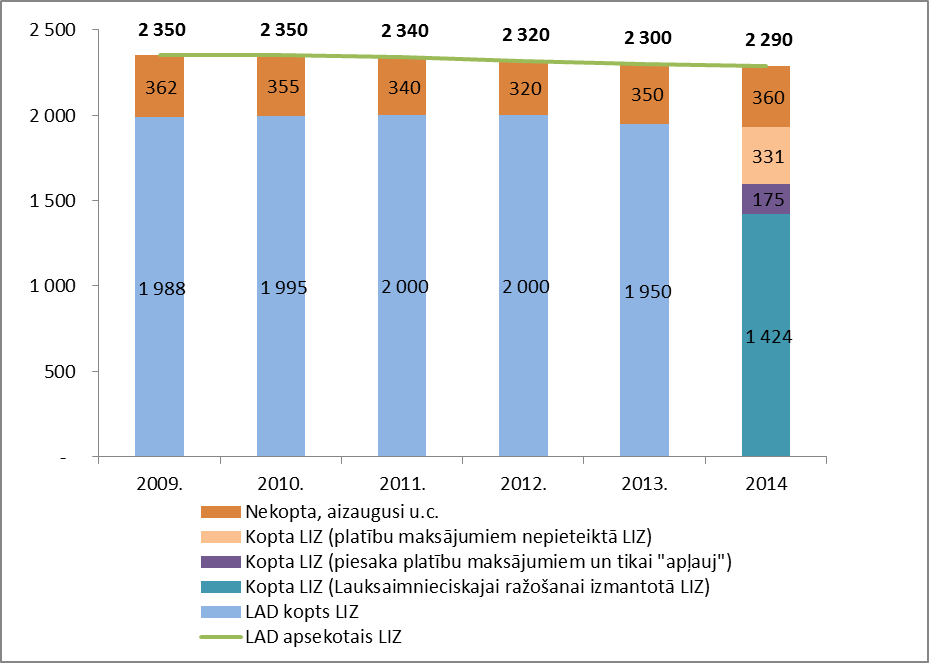 2 350 2 350 2 340 2 320 2 300 2 290
2 500
362 355 340 320 350 360
2 000
331
175
1 500
1 988 1 995 2 000 2 000 1 950
1 000
1 424
500
-
2009. 2010. 2011. 2012. 2013. 2014
Nekopta, aizaugusi u.c.
Kopta LIZ (platību maksājumiem nepieteiktā LIZ)
Kopta LIZ (piesaka platību maksājumiem un tikai "apļauj")
Kopta LIZ (Lauksaimnieciskajai ražošanai izmantotā LIZ)
LAD kopts LIZ
LAD apsekotais LIZ